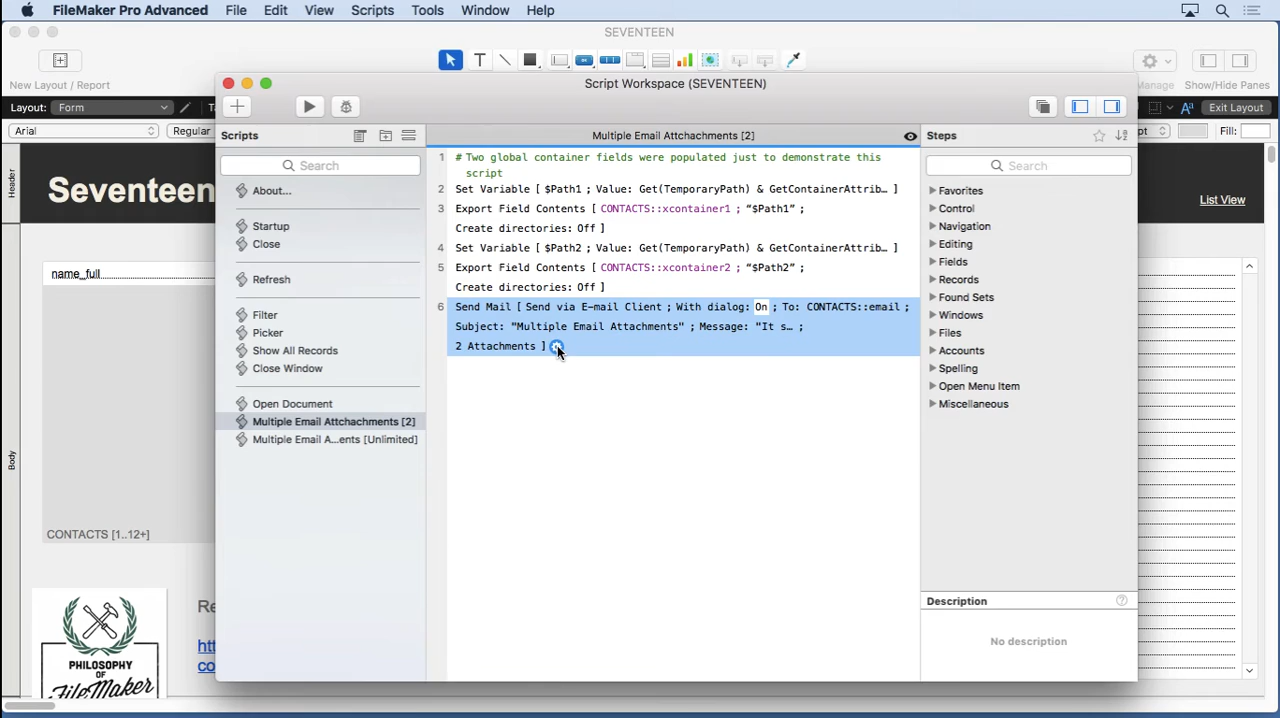 FileMaker Pro Advanced File Edit View Scripts Tools Window Help
SEVENTEEN
New Layout / Report
Manage
Show/Hide Panes
Layout: Form
Exit Layout
Arial
Regular
pt
Fill:
Script Workspace (SEVENTEEN)
Scripts
Multiple Email Attchachments [2]
Steps
Search
Search
About...
Startup
Close
Refresh
Filter
Picker
Show All Records
Close Window
Open Document
Multiple Email Attchachments [2]
Multiple Email A...ents [Unlimited]
1 # Two global container fields were populated just to demonstrate this
script
2 Set Variable [ $Path1 ; Value: Get(TemporaryPath) & GetContainerAttrib… ]
3 Export Field Contents [ CONTACTS::xcontainer1 ; “$Path1” ;
Create directories: Off ]
4 Set Variable [ $Path2 ; Value: Get(TemporaryPath) & GetContainerAttrib… ]
5 Export Field Contents [ CONTACTS::xcontainer2 ; “$Path2” ;
Create directories: Off ]
6 Send Mail [ Send via E-mail Client ; With dialog: On ; To: CONTACTS::email ;
Subject: "Multiple Email Attachments" ; Message: "It s… ;
2 Attachments ]
Favorites
Control
Navigation
Editing
Fields
Records
Found Sets
Windows
Files
Accounts
Spelling
Open Menu Item
Miscellaneous
Description
No description
Header
Seventeen
List View
name_full
Body
CONTACTS [1..12+]
PHILOSOPHY
OF
FileMaker
Re
htt
co